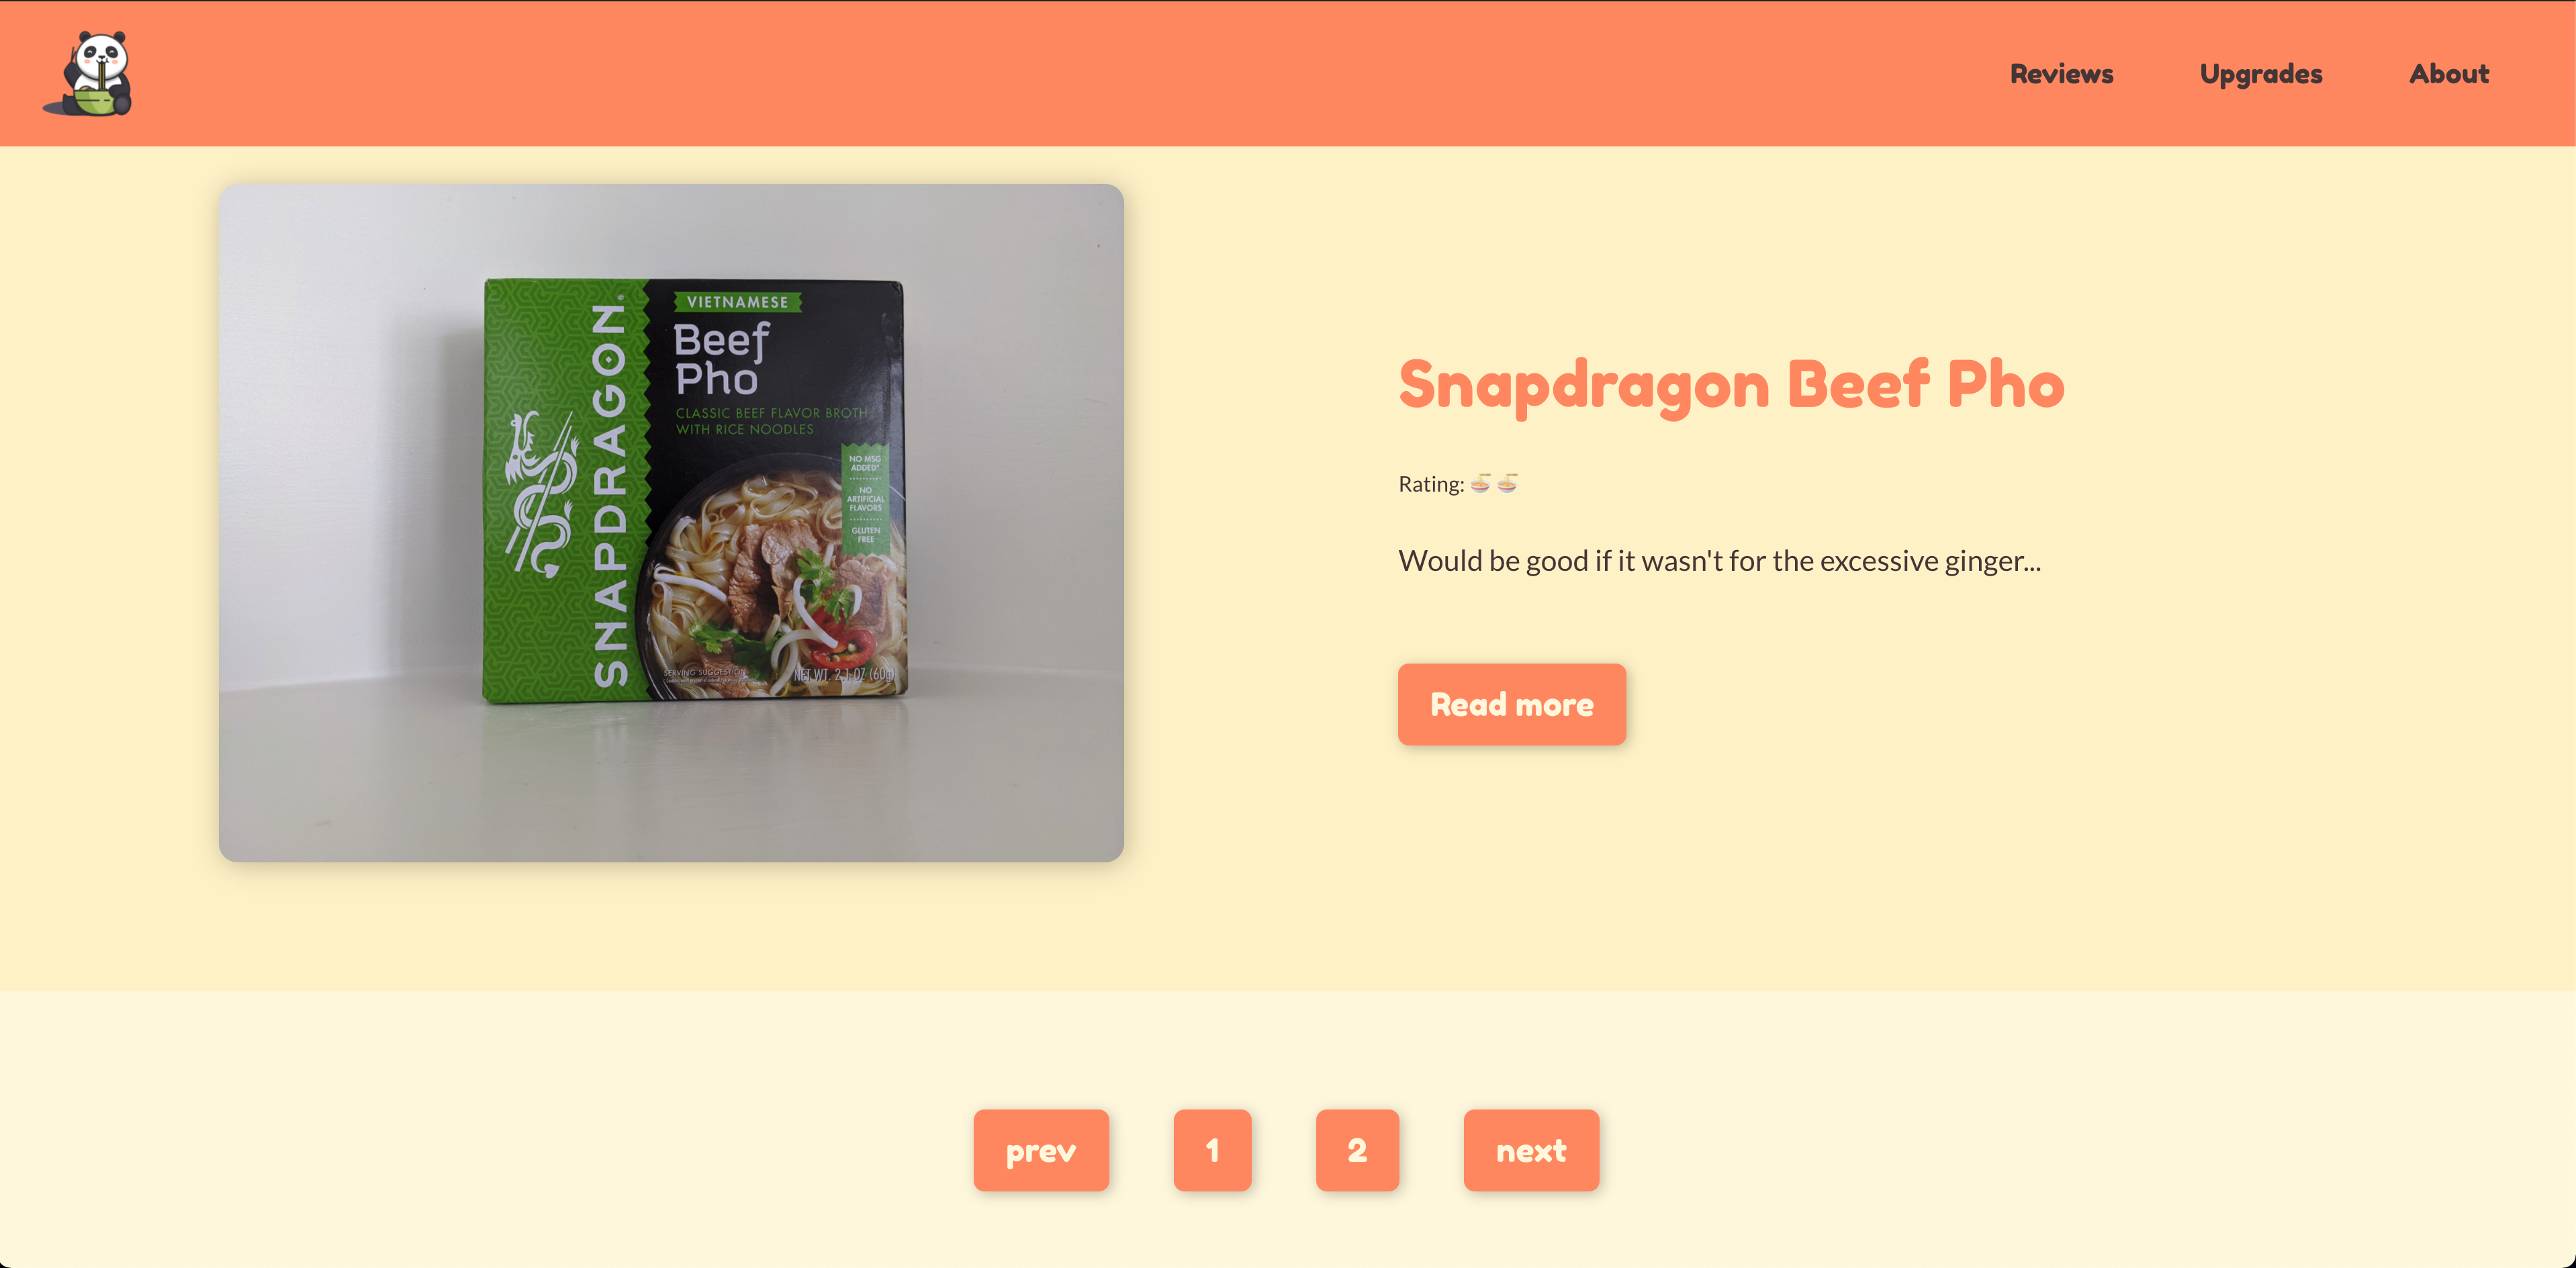 Reviews
Upgrades
About
SNAPDRAGON®
VIETNAMESE
Beef
Pho
CLASSIC BEEF FLAVOR BROTH
WITH RICE NOODLES
NO MSG
ADDED*
NO
ARTIFICIAL
FLAVORS
GLUTEN
FREE
SERVING SUGGESTION
NET WT. 2.1 OZ (60g)
Snapdragon Beef Pho
Rating: 🍜 🍜
Would be good if it wasn't for the excessive ginger...
Read more
prev
1
2
next